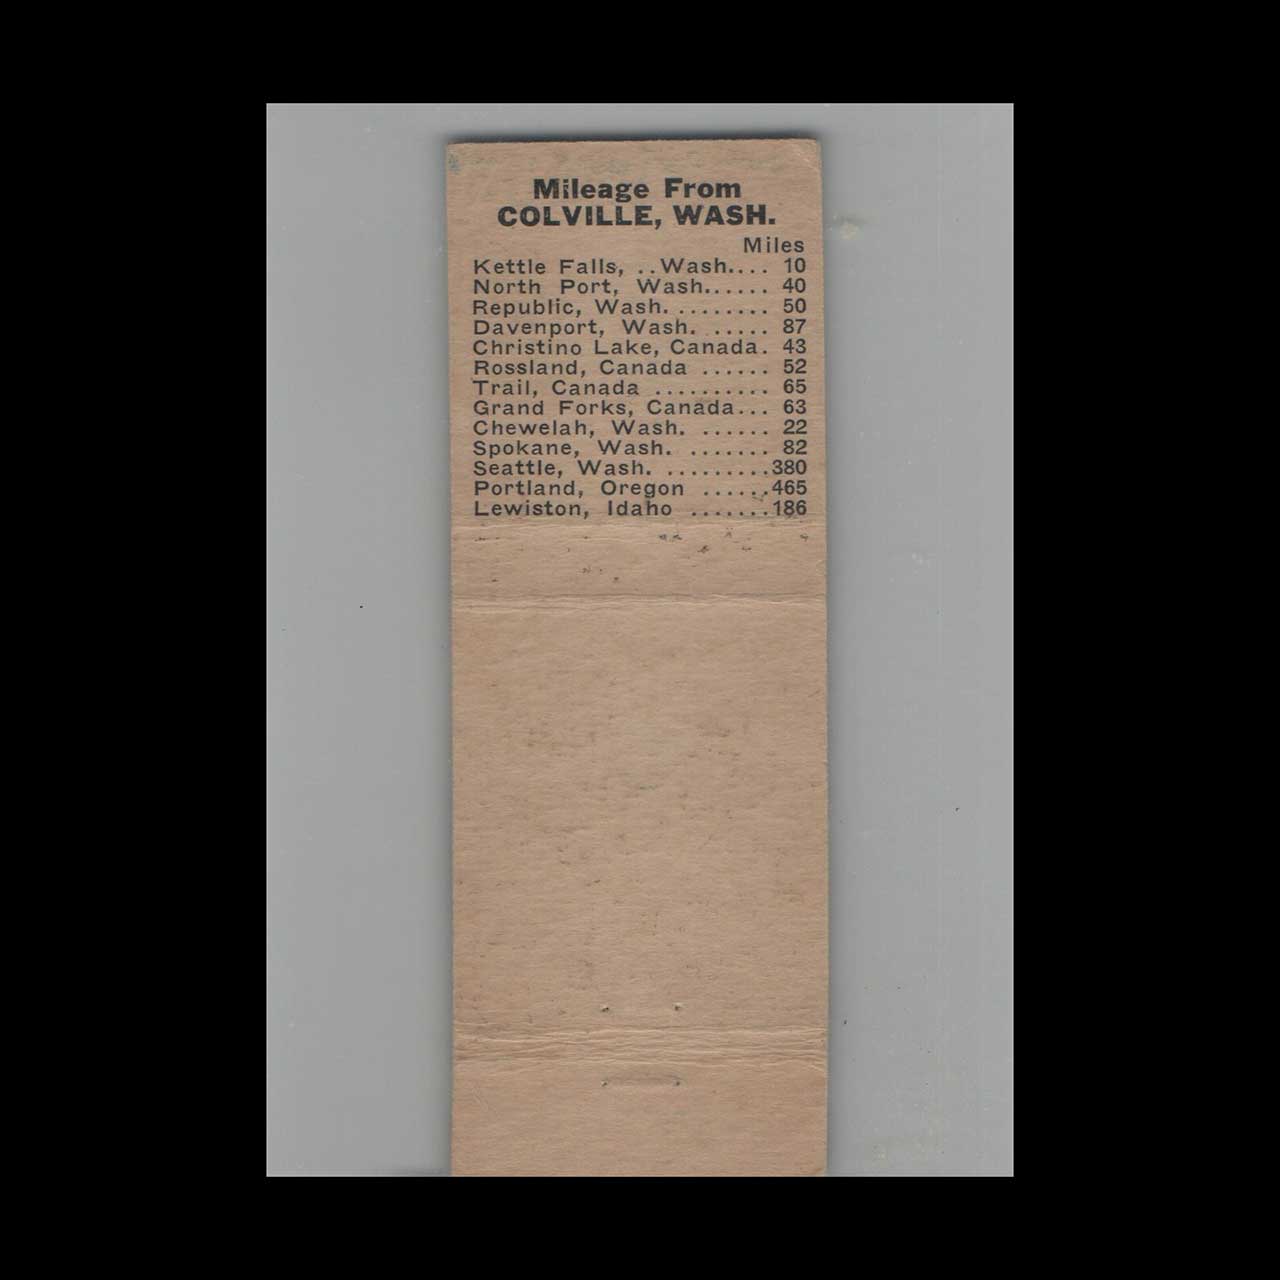 Mileage From
COLVILLE, WASH.
Miles
Kettle Falls, ..Wash.... 10
North Port, Wash...... 40
Republic, Wash. ........ 50
Davenport, Wash. ..... 87
Christino Lake, Canada. 43
Rossland, Canada ...... 52
Trail, Canada .......... 65
Grand Forks, Canada... 63
Chewelah, Wash. ...... 22
Spokane, Wash. ....... 82
Seattle, Wash. .........380
Portland, Oregon ......465
Lewiston, Idaho .......186